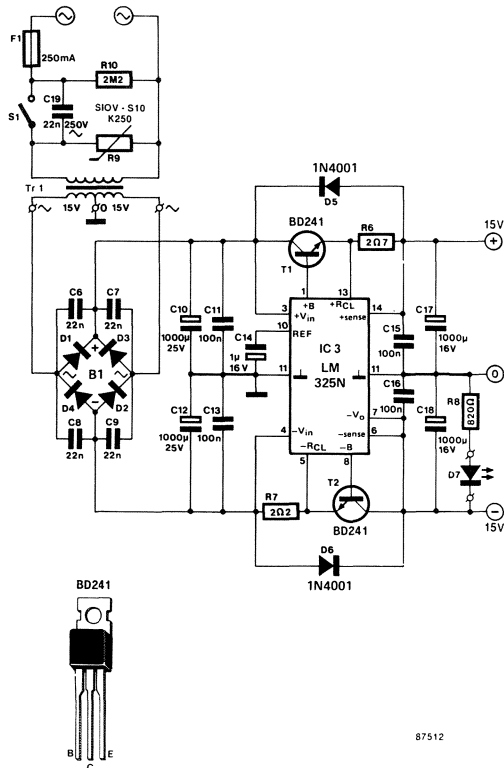 F1
250mA
R10
2M2
C19
22n 250V
S1
SIOV - S10
K250
R9
Tr 1
15V 0 15V
1N4001
D5
BD241
T1
R6
2Ω7
15V
+
C6
22n
C7
22n
D1
D3
B1
D4
D2
C8
22n
C9
22n
C10
1000µ
25V
C11
100n
C14
1µ
16V
C12
1000µ
25V
C13
100n
1
+B
13
+RCL
3
+Vin
14
+sense
10
REF
IC 3
LM
325N
11
11
-Vo
7
4
-Vin
-sense
6
-RCL
5
-B
8
C15
100n
C16
100n
C17
1000µ
16V
C18
1000µ
16V
0
R8
820Ω
D7
R7
2Ω2
T2
BD241
−
15V
D6
1N4001
BD241
B
C
E
87512